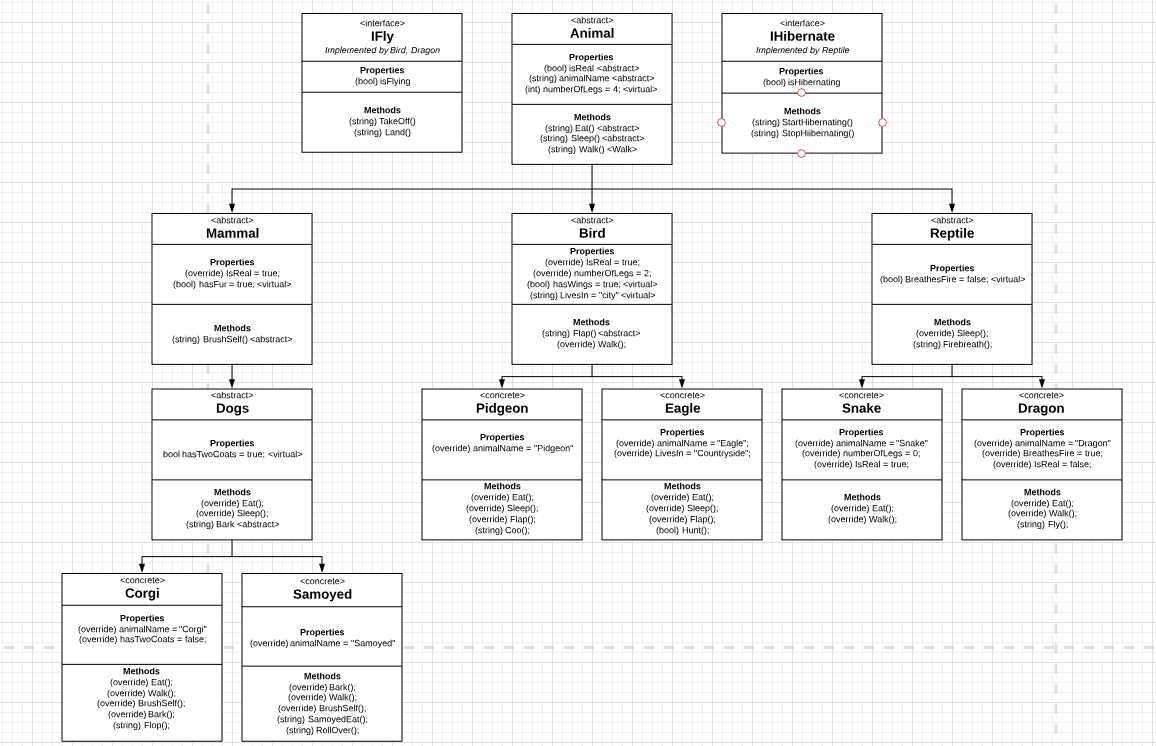 <interface>
IFly
Implemented by Bird, Dragon
Properties
(bool) isFlying
Methods
(string) TakeOff()
(string) Land()
<abstract>
Animal
Properties
(bool) isReal <abstract>
(string) animalName <abstract>
(int) numberOfLegs = 4; <virtual>
Methods
(string) Eat() <abstract>
(string) Sleep() <abstract>
(string) Walk() <Walk>
<interface>
IHibernate
Implemented by Reptile
Properties
(bool) isHibernating
Methods
(string) StartHibernating()
(string) StopHiibernating()
<abstract>
Mammal
Properties
(override) IsReal = true;
(bool) hasFur = true; <virtual>
Methods
(string) BrushSelf() <abstract>
<abstract>
Bird
Properties
(override) IsReal = true;
(override) numberOfLegs = 2;
(bool) hasWings = true; <virtual>
(string) LivesIn = "city" <virtual>
Methods
(string) Flap() <abstract>
(override) Walk();
<abstract>
Reptile
Properties
(bool) BreathesFire = false; <virtual>
Methods
(override) Sleep();
(string) Firebreath();
<abstract>
Dogs
Properties
bool hasTwoCoats = true; <virtual>
Methods
(override) Eat();
(override) Sleep();
(string) Bark <abstract>
<concrete>
Pidgeon
Properties
(override) animalName = "Pidgeon"
Methods
(override) Eat();
(override) Sleep();
(override) Flap();
(string) Coo();
<concrete>
Eagle
Properties
(override) animalName = "Eagle";
(override) LivesIn = "Countryside";
Methods
(override) Eat();
(override) Sleep();
(override) Flap();
(bool) Hunt();
<concrete>
Snake
Properties
(override) animalName = "Snake"
(override) numberOfLegs = 0;
(override) IsReal = true;
Methods
(override) Eat();
(override) Walk();
<concrete>
Dragon
Properties
(override) animalName = "Dragon"
(override) BreathesFire = true;
(override) IsReal = false;
Methods
(override) Eat();
(override) Walk();
(string) Fly();
<concrete>
Corgi
Properties
(override) animalName = "Corgi"
(override) hasTwoCoats = false;
Methods
(override) Eat();
(override) Walk();
(override) BrushSelf();
(override) Bark();
(string) Flop();
<concrete>
Samoyed
Properties
(override) animalName = "Samoyed"
Methods
(override) Bark();
(override) Walk();
(override) BrushSelf();
(string) SamoyedEat();
(string) RollOver();